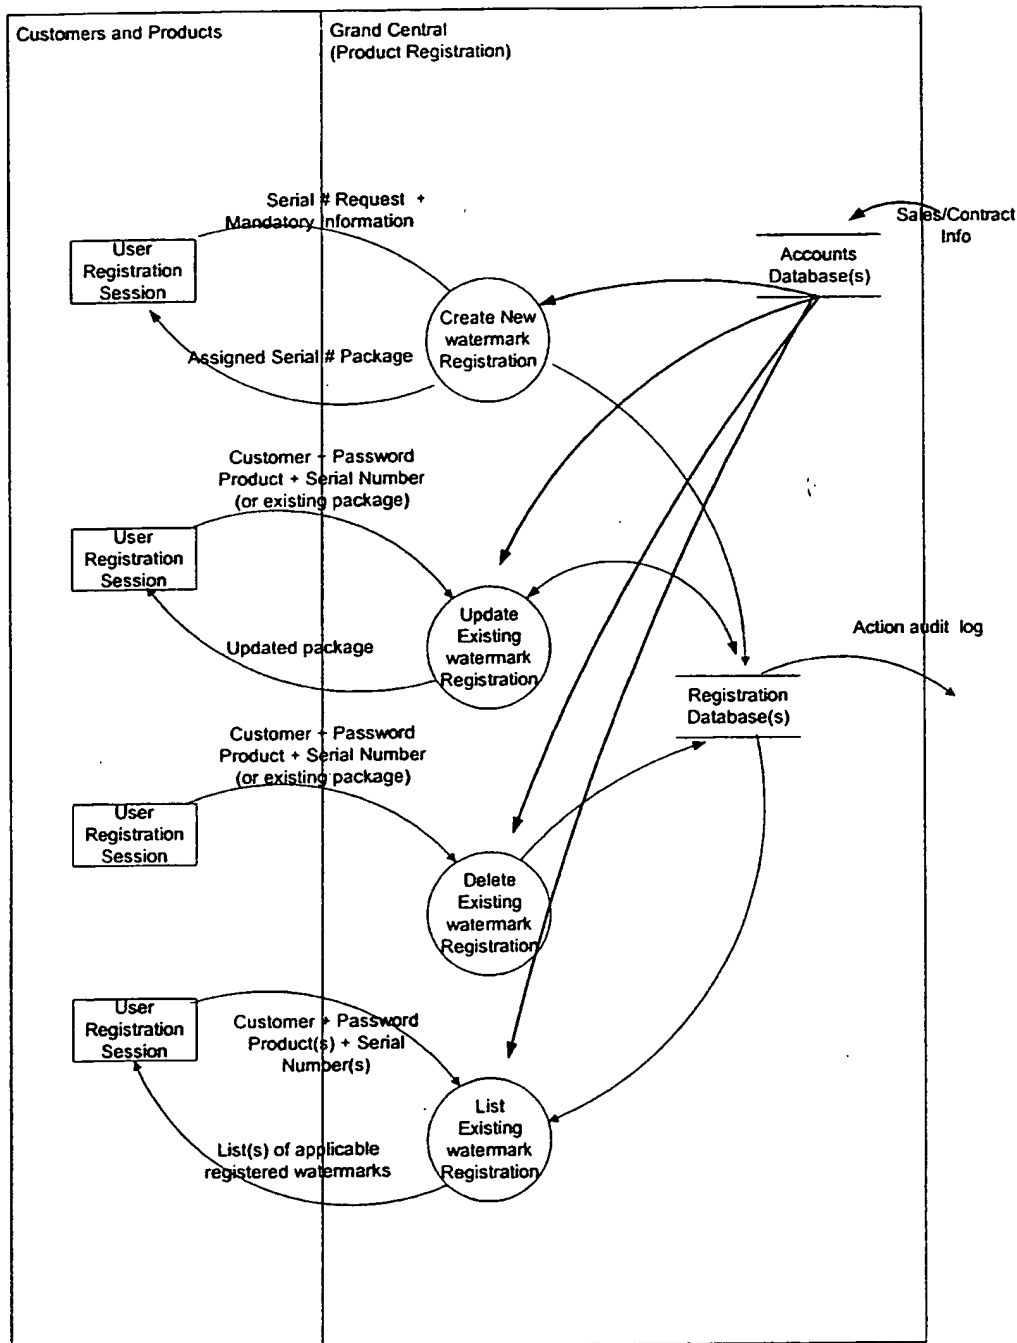 Customers and Products
Grand Central
(Product Registration)
Serial # Request +
Mandatory Information
Sales/Contract
Info
User
Registration
Session
Accounts
Database(s)
Create New
watermark
Registration
Assigned Serial # Package
Customer + Password
Product + Serial Number
(or existing package)
User
Registration
Session
Update
Existing
watermark
Registration
Updated package
Action audit log
Registration
Database(s)
Customer + Password
Product + Serial Number
(or existing package)
User
Registration
Session
Delete
Existing
watermark
Registration
User
Registration
Session
Customer + Password
Product(s) + Serial
Number(s)
List
Existing
watermark
Registration
List(s) of applicable
registered watermarks